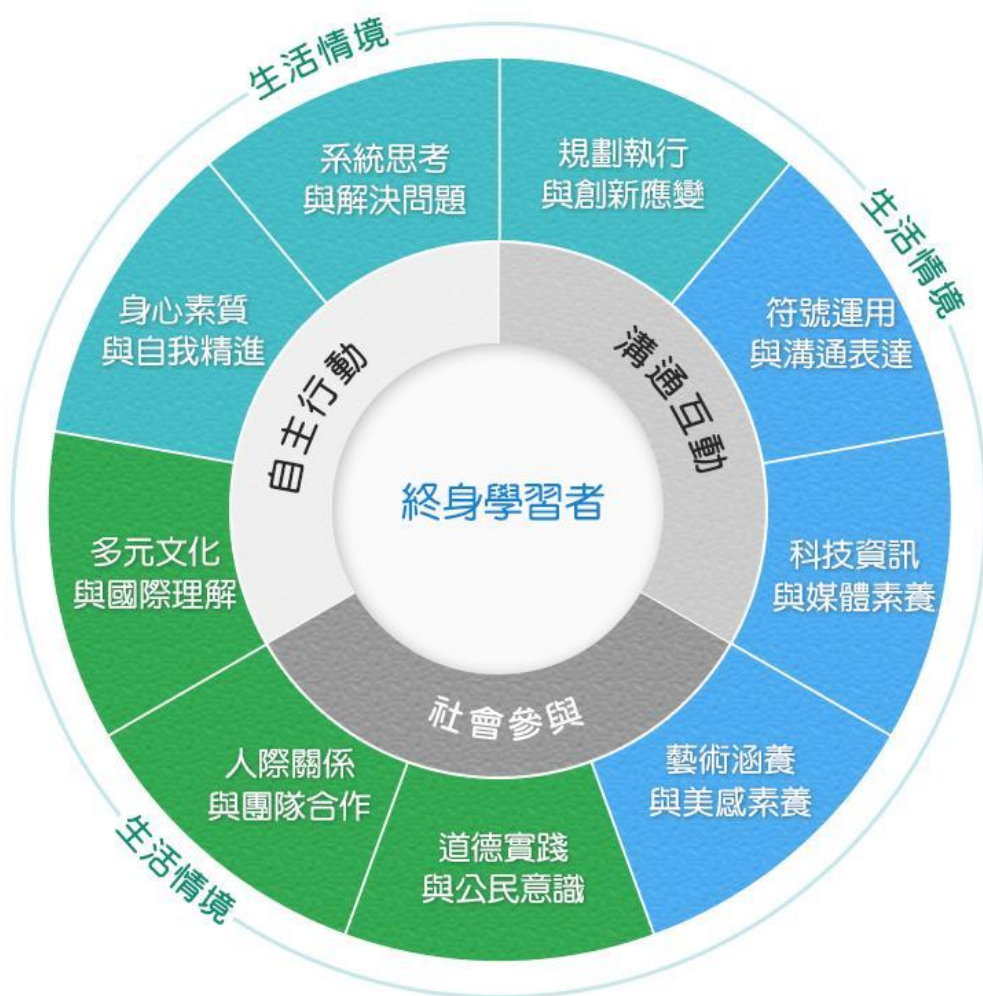 生活情境
系統思考
與解決問題
規劃執行
與創新應變
生活情境
身心素質
與自我精進
符號運用
與溝通表達
自主行動
溝通互動
終身學習者
多元文化
與國際理解
科技資訊
與媒體素養
社會參與
人際關係
與團隊合作
藝術涵養
與美感素養
道德實踐
與公民意識
生活情境